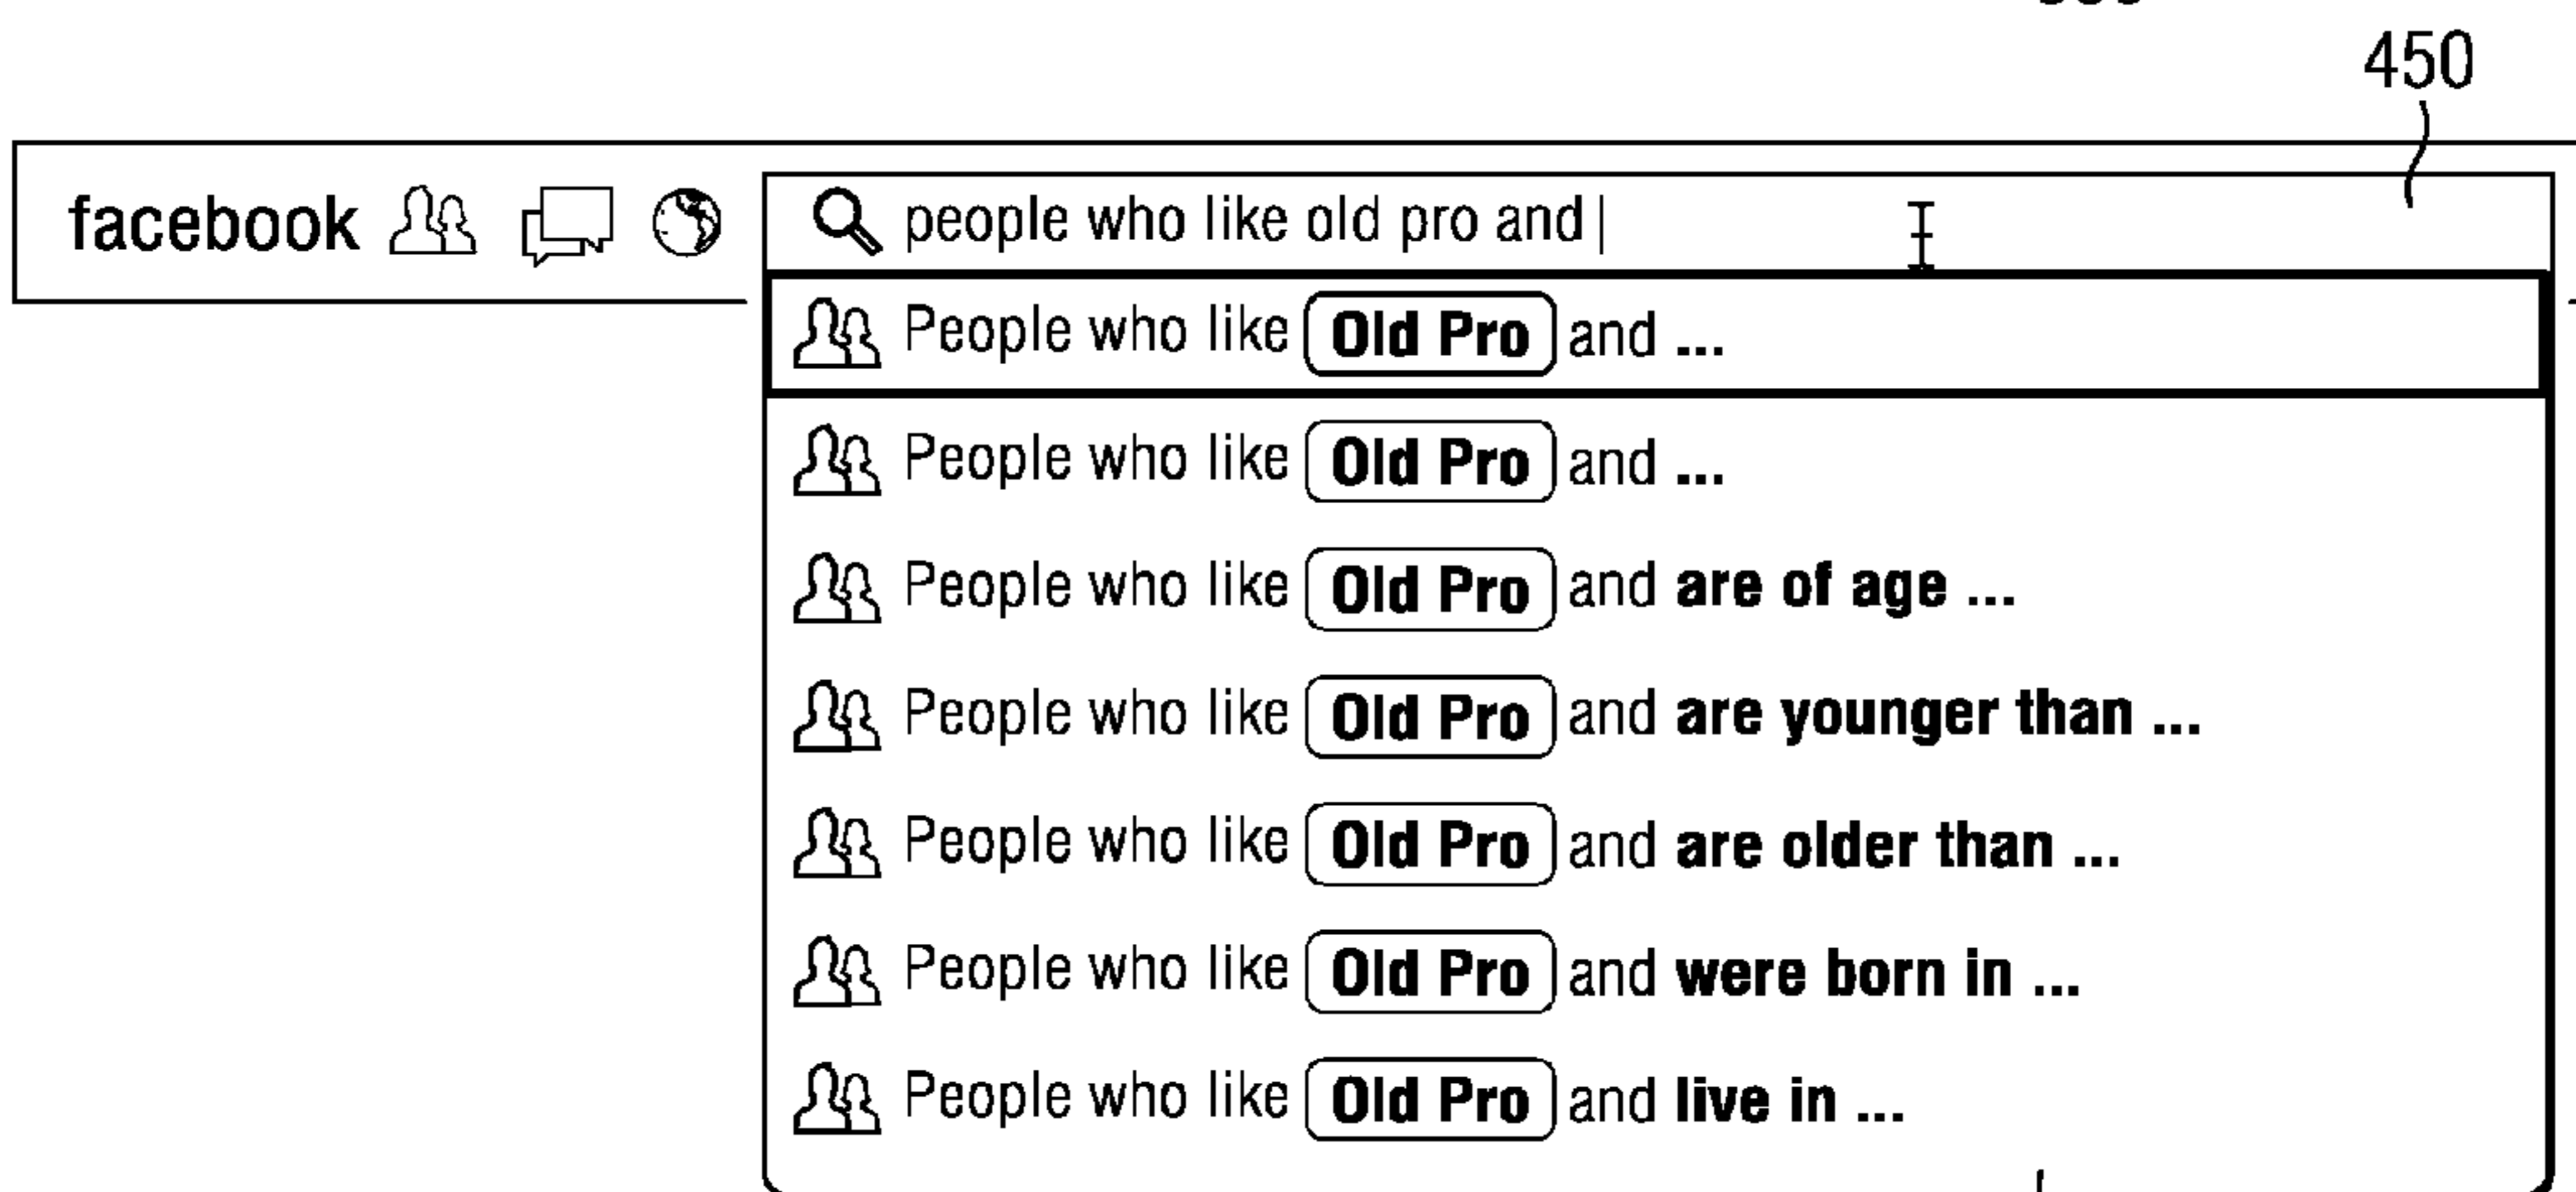 450
facebook people who like old pro and
People who like Old Pro and ...
People who like Old Pro and ...
People who like Old Pro and are of age ...
People who like Old Pro and are younger than ...
People who like Old Pro and are older than ...
People who like Old Pro and were born in ...
People who like Old Pro and live in ...